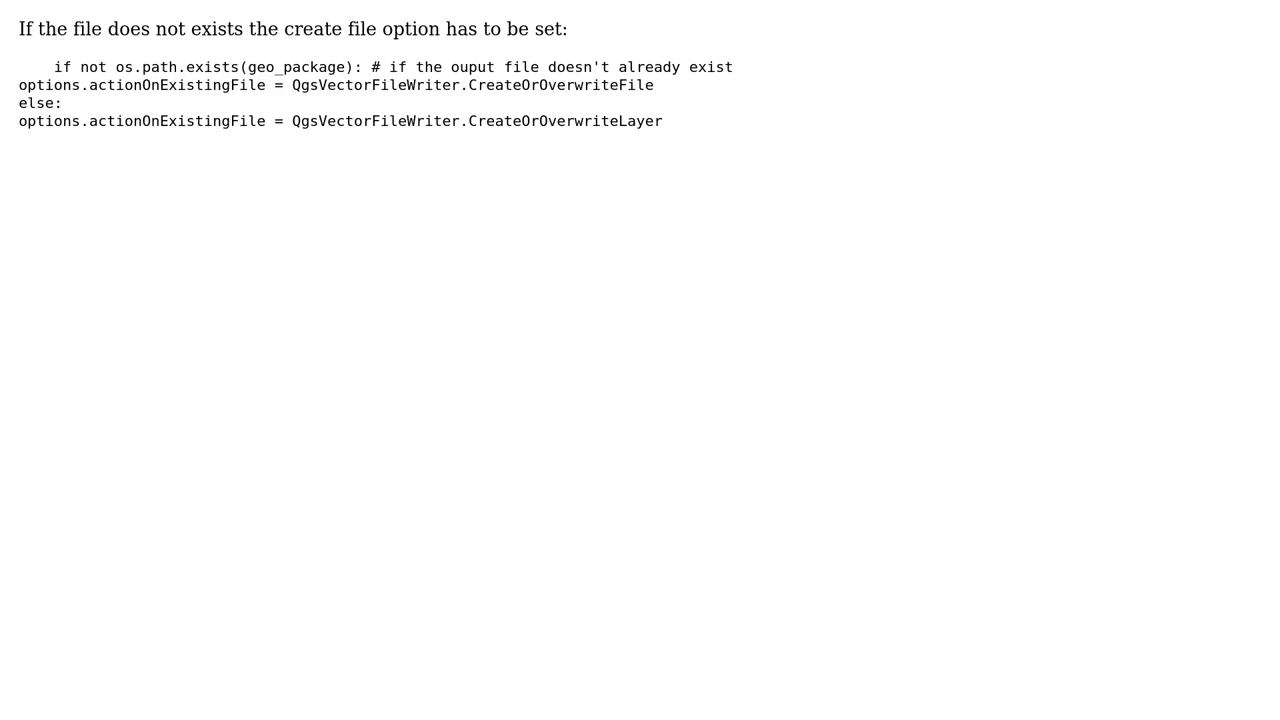 If the file does not exists the create file option has to be set:
    if not os.path.exists(geo_package): # if the ouput file doesn't already exist
options.actionOnExistingFile = QgsVectorFileWriter.CreateOrOverwriteFile
else:
options.actionOnExistingFile = QgsVectorFileWriter.CreateOrOverwriteLayer